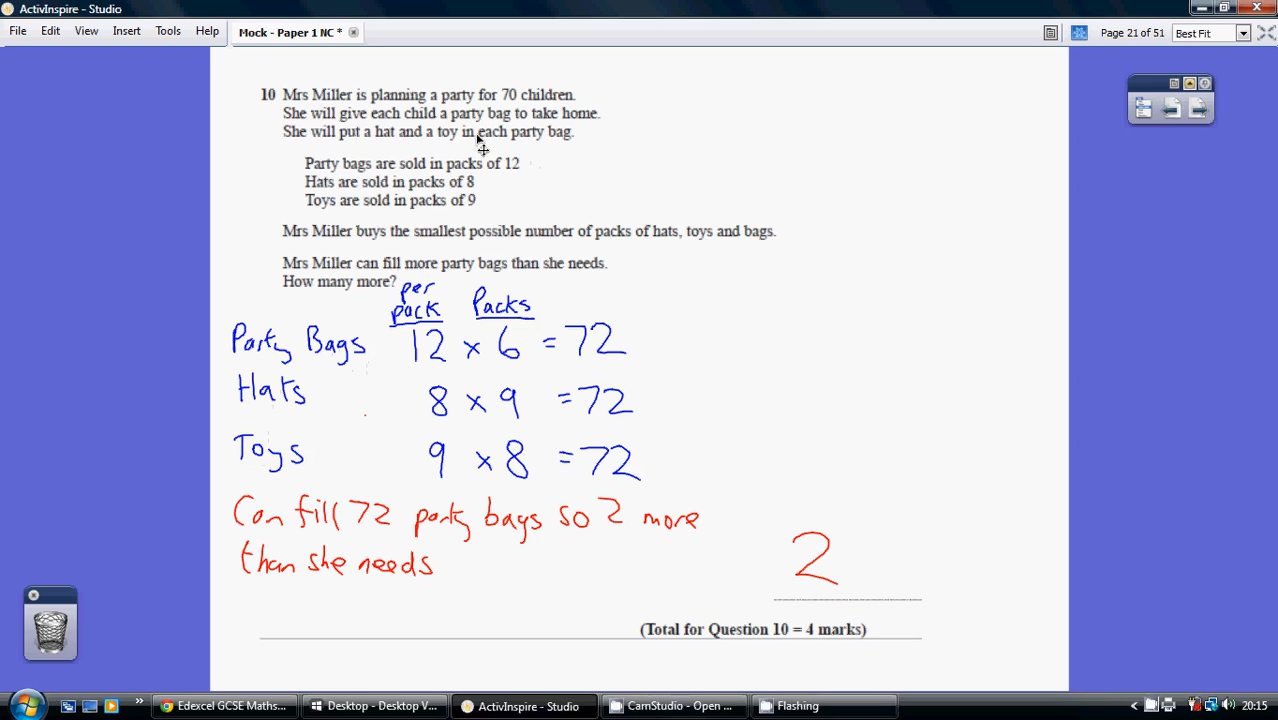 ActivInspire - Studio
File Edit View Insert Tools Help Mock - Paper 1 NC * Page 21 of 51 Best Fit
10 Mrs Miller is planning a party for 70 children.
She will give each child a party bag to take home.
She will put a hat and a toy in each party bag.
Party bags are sold in packs of 12
Hats are sold in packs of 8
Toys are sold in packs of 9
Mrs Miller buys the smallest possible number of packs of hats, toys and bags.
Mrs Miller can fill more party bags than she needs.
How many more?
per pack Packs
Party Bags 12 × 6 = 72
Hats 8 × 9 = 72
Toys 9 × 8 = 72
Can fill 72 party bags so 2 more
than she needs
2
(Total for Question 10 = 4 marks)
Edexcel GCSE Maths... Desktop - Desktop V... ActivInspire - Studio CamStudio - Open ... Flashing 20:15